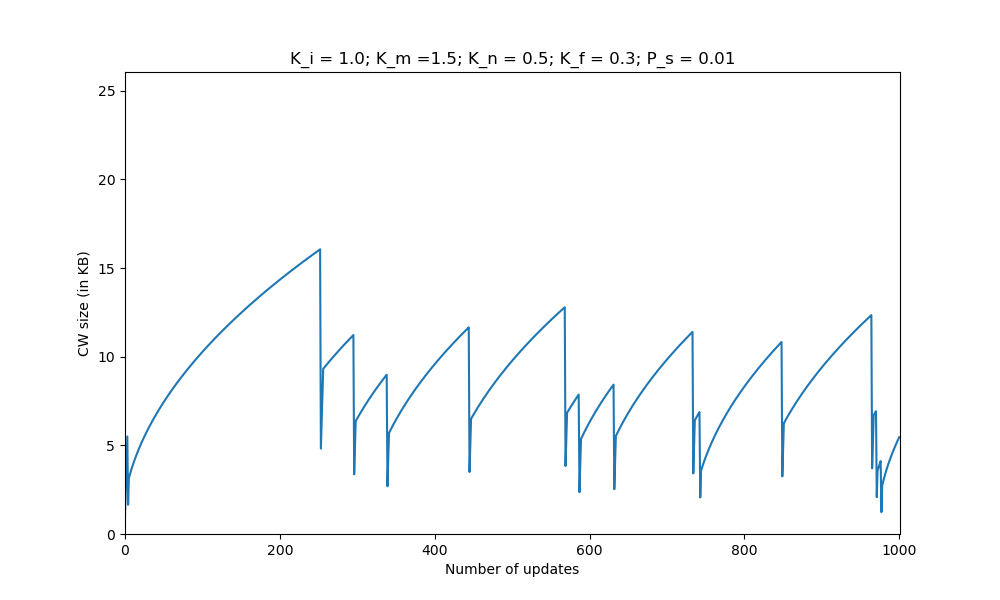 K_i = 1.0; K_m =1.5; K_n = 0.5; K_f = 0.3; P_s = 0.01
25
20
15
10
5
0
CW size (in KB)
0 200 400 600 800 1000
Number of updates